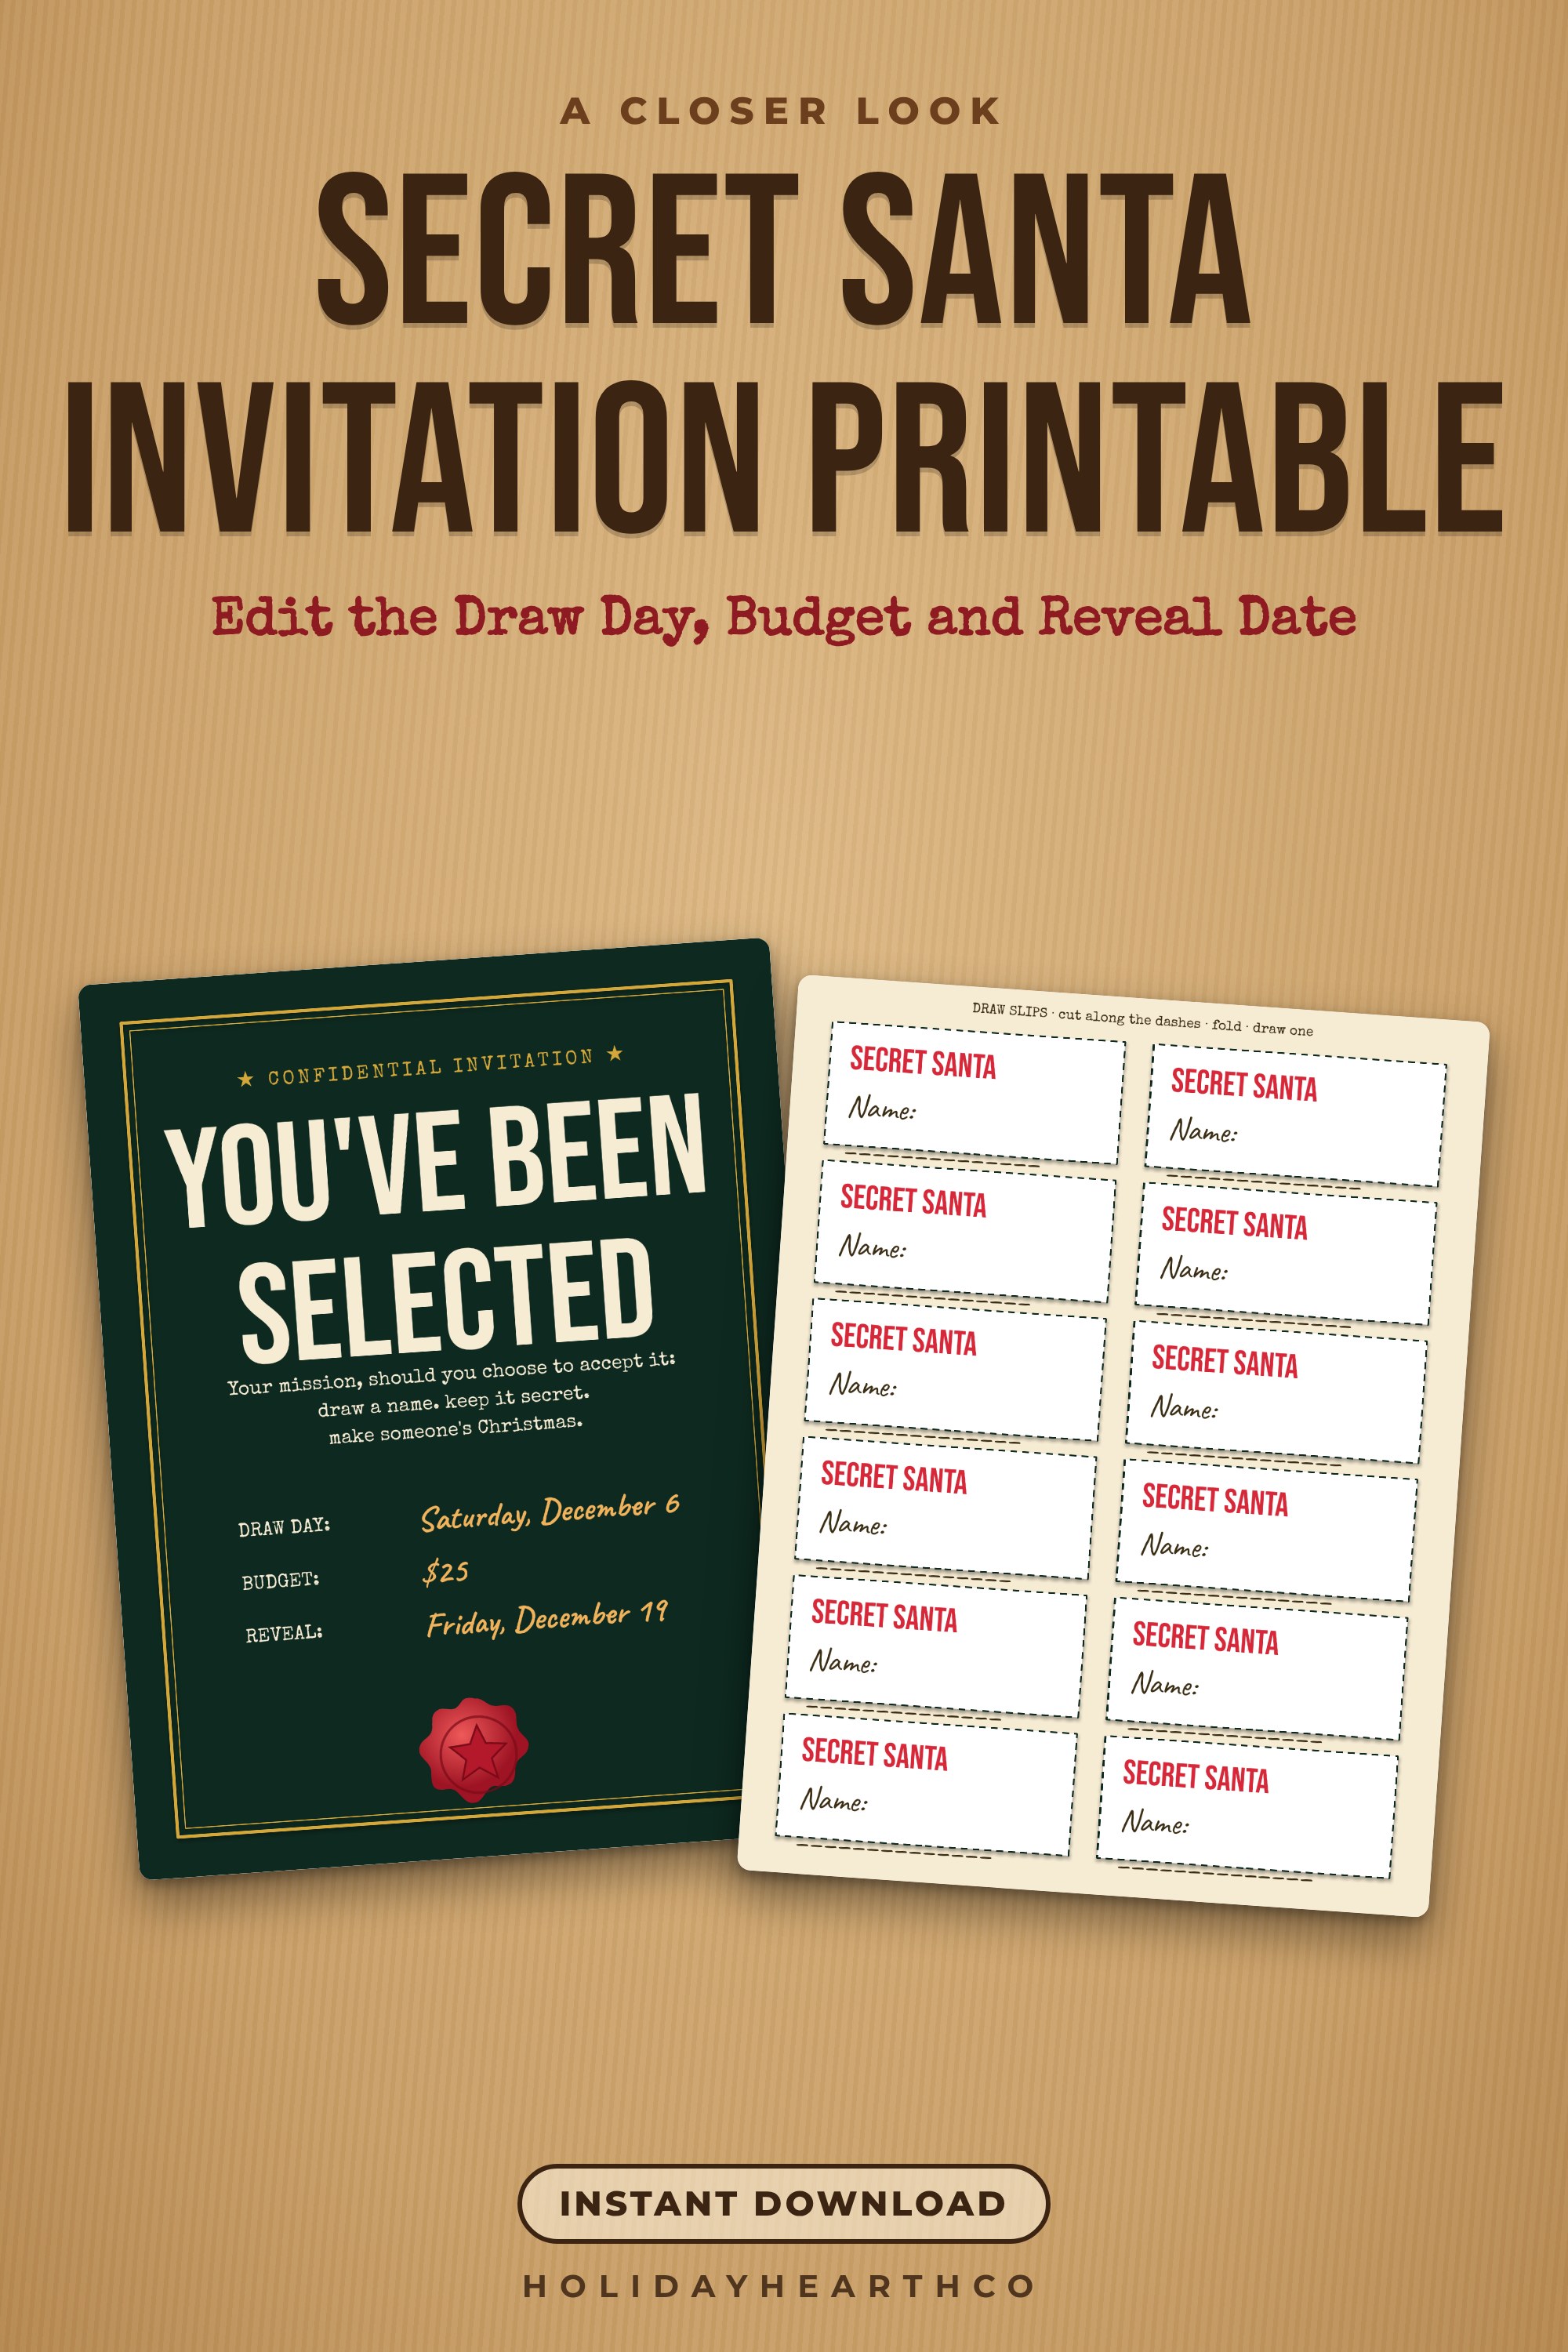 A CLOSER LOOK
SECRET SANTA
INVITATION PRINTABLE
Edit the Draw Day, Budget and Reveal Date
★ CONFIDENTIAL INVITATION ★
YOU'VE BEEN
SELECTED
Your mission, should you choose to accept it:
draw a name. keep it secret.
make someone's Christmas.
DRAW DAY: Saturday, December 6
BUDGET: $25
REVEAL: Friday, December 19
DRAW SLIPS · cut along the dashes · fold · draw one
SECRET SANTA
Name:
SECRET SANTA
Name:
SECRET SANTA
Name:
SECRET SANTA
Name:
SECRET SANTA
Name:
SECRET SANTA
Name:
SECRET SANTA
Name:
SECRET SANTA
Name:
SECRET SANTA
Name:
SECRET SANTA
Name:
SECRET SANTA
Name:
SECRET SANTA
Name:
INSTANT DOWNLOAD
HOLIDAYHEARTHCO